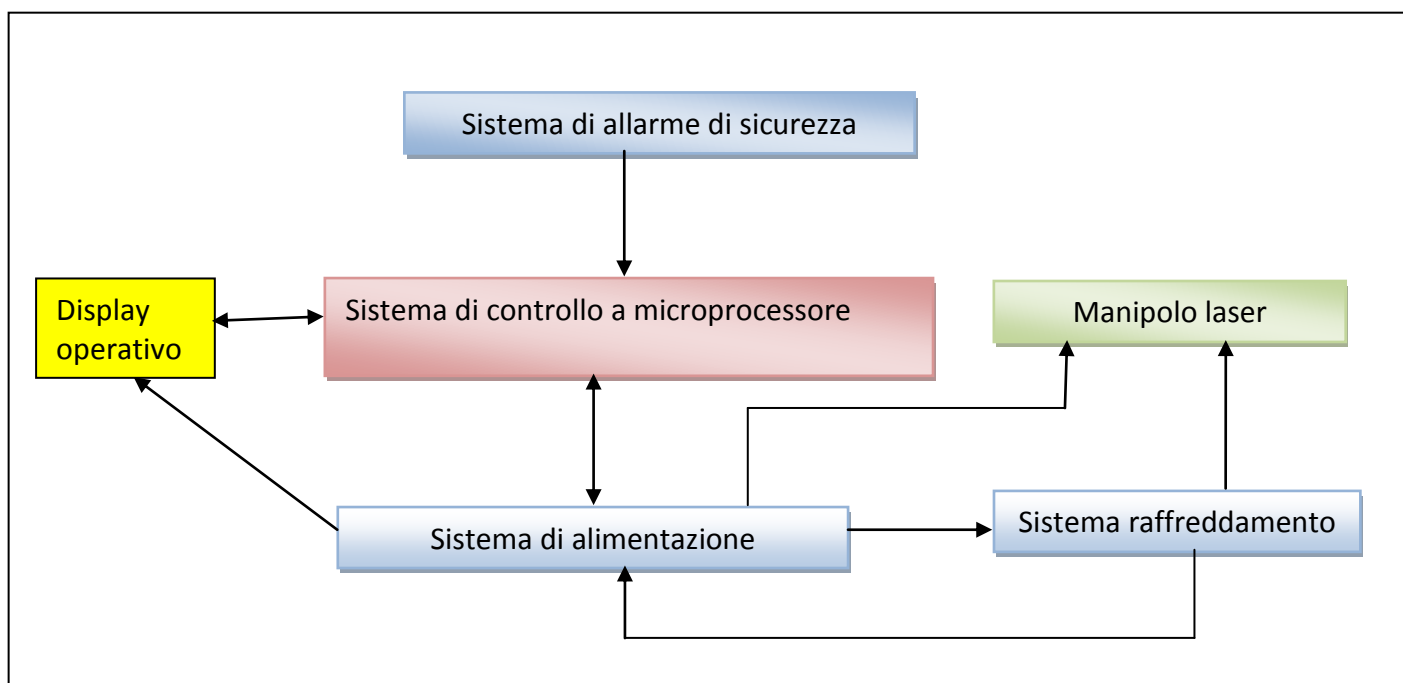 Sistema di allarme di sicurezza
Display
operativo
Sistema di controllo a microprocessore
Manipolo laser
Sistema di alimentazione
Sistema raffreddamento